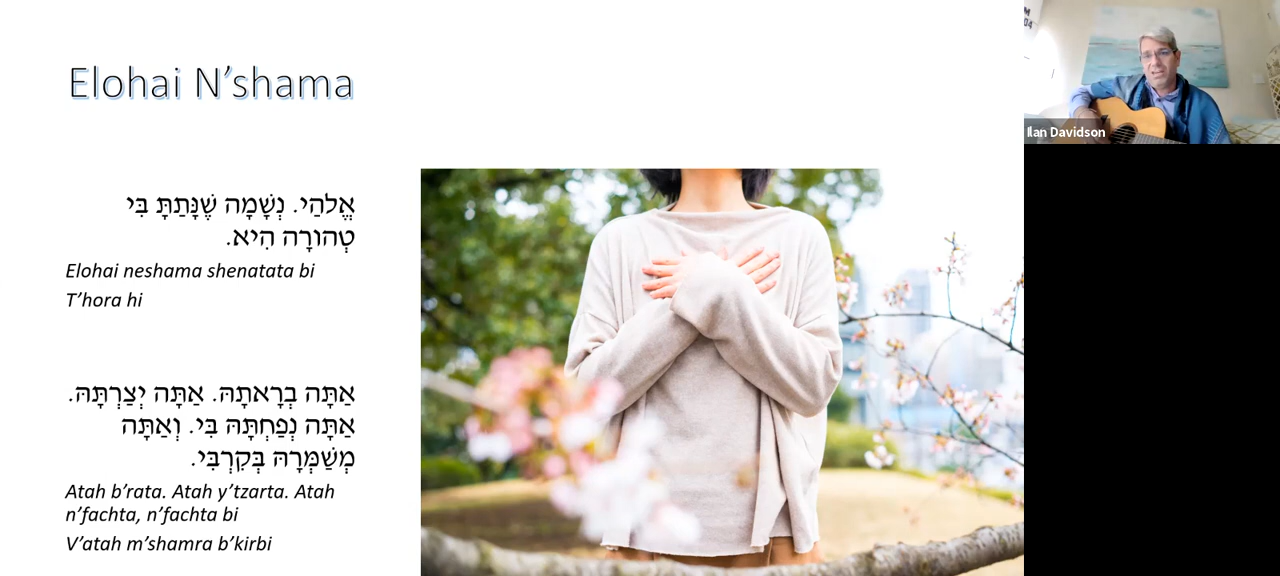 Elohai N’shama
אֱלֹהַי. נְשָׁמָה שֶׁנָּתַתָּ בִּי
טְהוֹרָה הִיא.
Elohai neshama shenatata bi
T’hora hi
אַתָּה בְרָאתָהּ. אַתָּה יְצַרְתָּהּ.
אַתָּה נְפַחְתָּהּ בִּי. וְאַתָּה
מְשַׁמְּרָהּ בְּקִרְבִּי.
Atah b’rata. Atah y’tzarta. Atah
n’fachta, n’fachta bi
V’atah m’shamra b’kirbi
Ilan Davidson